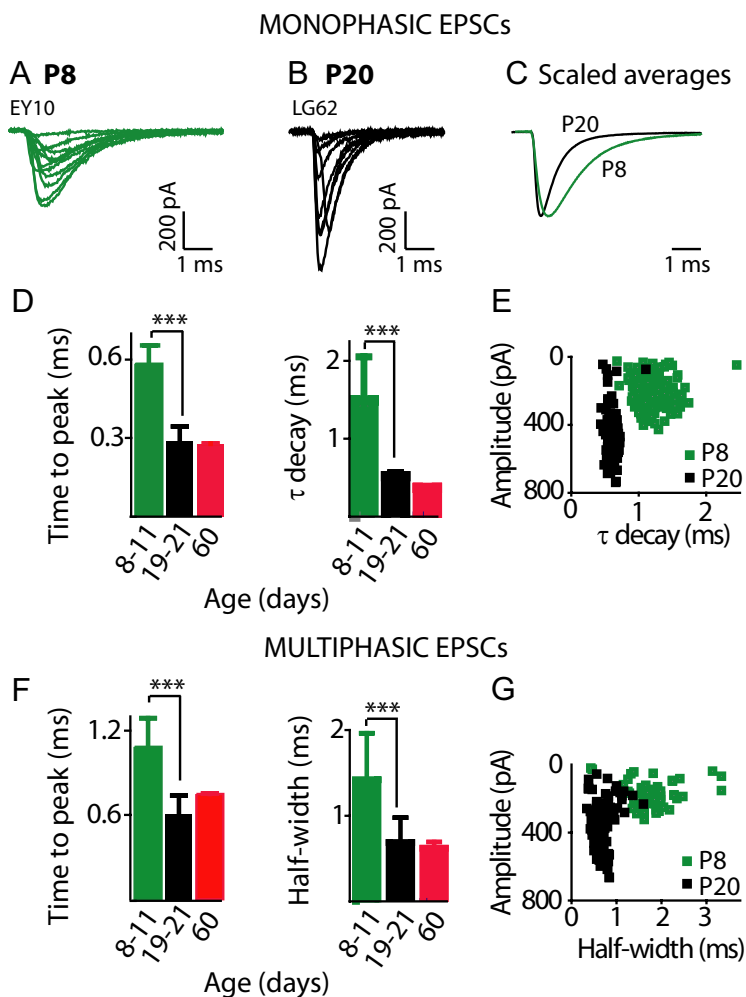 MONOPHASIC EPSCs
A P8
EY10
200 pA
1 ms
B P20
LG62
200 pA
1 ms
C Scaled averages
P20
P8
1 ms
D
Time to peak (ms)
0.6
0.3
***
8-11
19-21
60
τ decay (ms)
2
1
***
8-11
19-21
60
Age (days)
E
Amplitude (pA)
0
400
800
0
1
2
P8
P20
τ decay (ms)
MULTIPHASIC EPSCs
F
Time to peak (ms)
1.2
0.6
***
8-11
19-21
60
Half-width (ms)
2
1
***
8-11
19-21
60
Age (days)
G
Amplitude (pA)
0
400
800
0
1
2
3
P8
P20
Half-width (ms)